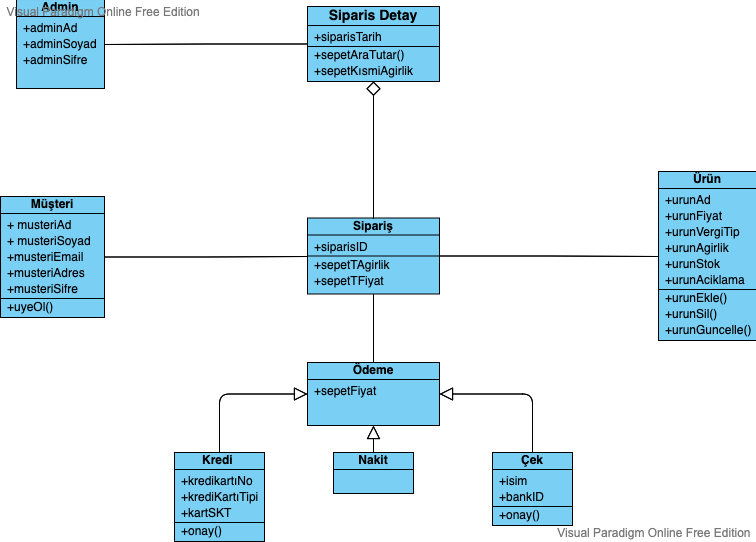 Visual Paradigm Online Free Edition
Admin
+adminAd
+adminSoyad
+adminSifre
Siparis Detay
+siparisTarih
+sepetAraTutar()
+sepetKısmiAgirlik
Müşteri
+ musteriAd
+ musteriSoyad
+musteriEmail
+musteriAdres
+musteriSifre
+uyeOl()
Sipariş
+siparisID
+sepetTAgirlik
+sepetTFiyat
Ürün
+urunAd
+urunFiyat
+urunVergiTip
+urunAgirlik
+urunStok
+urunAciklama
+urunEkle()
+urunSil()
+urunGuncelle()
Ödeme
+sepetFiyat
Kredi
+kredikartıNo
+krediKartıTipi
+kartSKT
+onay()
Nakit
Çek
+isim
+bankID
+onay()
Visual Paradigm Online Free Edition